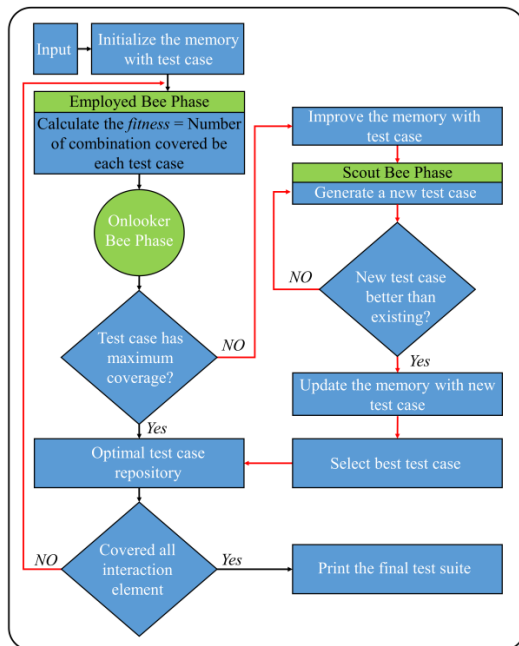 Input
Initialize the memory
with test case
Employed Bee Phase
Calculate the fitness = Number
of combination covered be
each test case
Onlooker
Bee Phase
Test case has
maximum
coverage?
NO
Yes
Improve the memory with
test case
Scout Bee Phase
Generate a new test case
NO
New test case
better than
existing?
Yes
Update the memory with new
test case
Select best test case
Optimal test case
repository
Covered all
interaction
element
NO
Yes
Print the final test suite